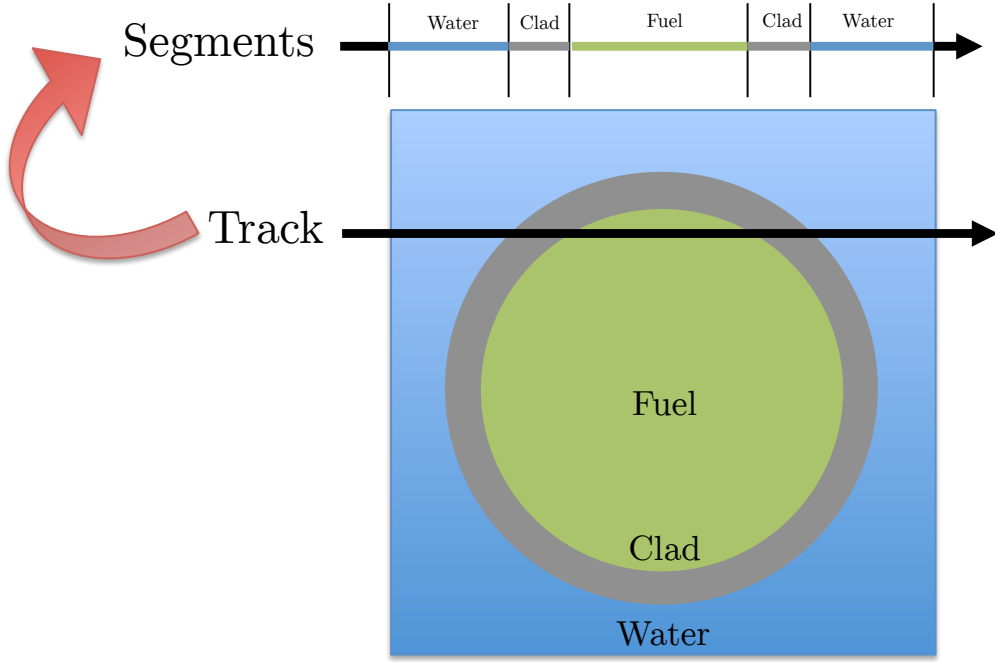 Segments
Water Clad Fuel Clad Water
Track
Fuel
Clad
Water